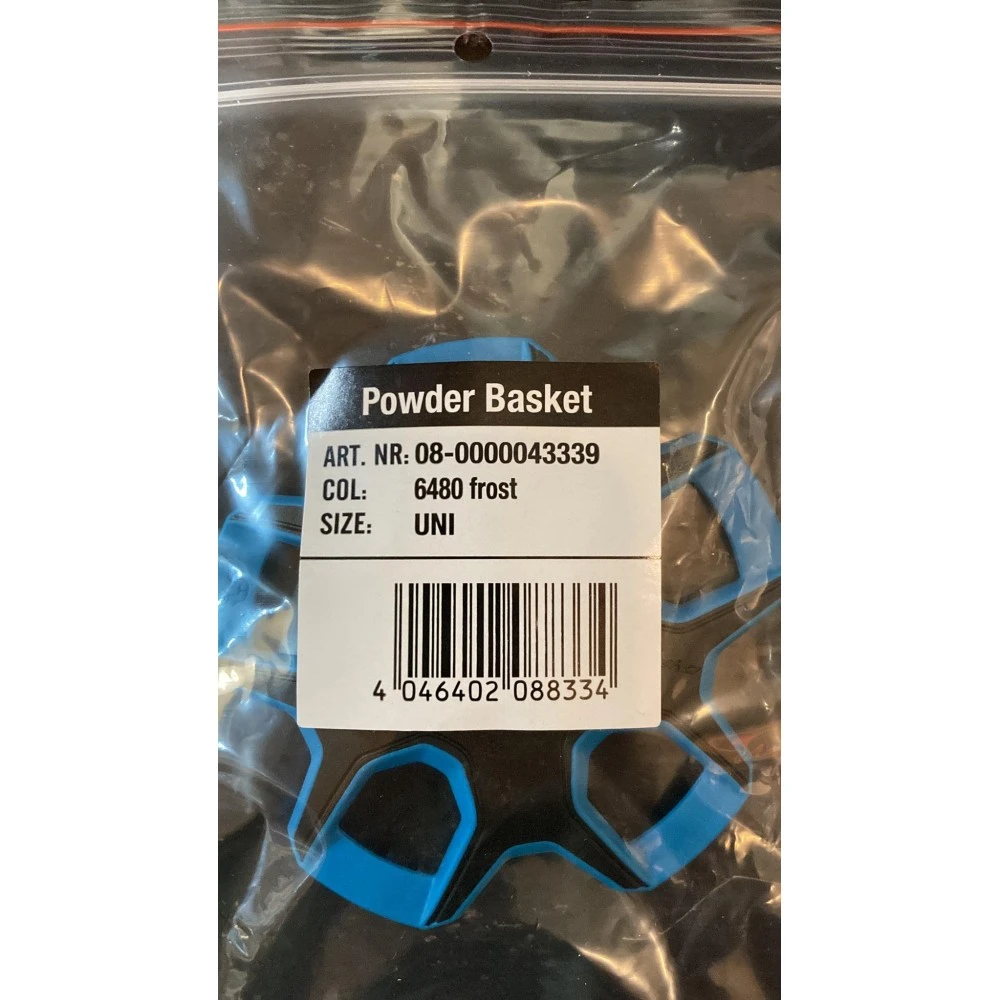 Powder Basket
ART. NR: 08-0000043339
COL: 6480 frost
SIZE: UNI
4 046402 088334